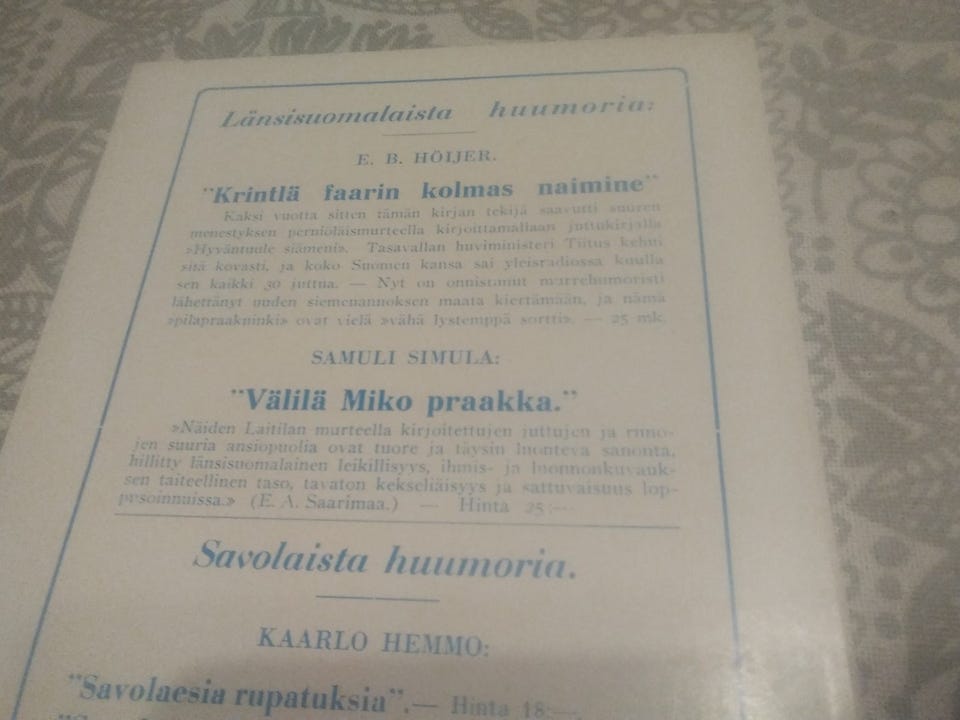 Länsisuomalaista huumoria:
E. B. HÖIJER.
"Krintlä faarin kolmas naimine"
Kaksi vuotta sitten tämän kirjan tekijä saavutti suuren
menestyksen perniöläismurteella kirjoittamallaan juttukirjalla
»Hyväntuule siämeni». Tasavallan huviministeri Tiitus kehui
sitä kovasti, ja koko Suomen kansa sai yleisradiossa kuulla
sen kaikki 30 juttua. — Nyt on onnistunut murrehumoristi
lähettänyt uuden siemenannoksen maata kiertämään, ja nämä
»pilapraakninki» ovat vielä »vähä lystemppä sortti». — 25 mk.
SAMULI SIMULA:
"Välilä Miko praakka."
»Näiden Laitilan murteella kirjoitettujen juttujen ja runo-
jen suuria ansiopuolia ovat tuore ja täysin luonteva sanonta,
hillitty länsisuomalainen leikillisyys, ihmis- ja luonnonkuvauk-
sen taiteellinen taso, tavaton kekseliäisyys ja sattuvaisuus lop-
pusoinnuissa.» (E. A. Saarimaa.) — Hinta 25:—
Savolaista huumoria.
KAARLO HEMMO:
"Savolaesia rupatuksia".— Hinta 18:—.